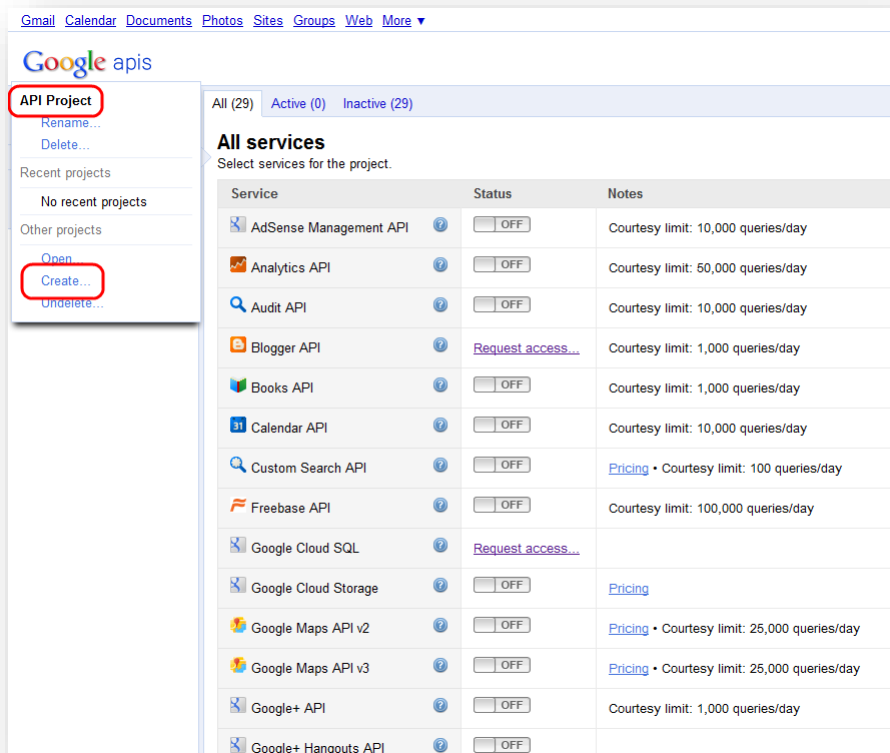 Gmail Calendar Documents Photos Sites Groups Web More ▼
Google apis
API Project
Rename...
Delete...
Recent projects
No recent projects
Other projects
Open...
Create...
Undelete...
All (29) Active (0) Inactive (29)
All services
Select services for the project.
Service Status Notes
AdSense Management API ? OFF Courtesy limit: 10,000 queries/day
Analytics API ? OFF Courtesy limit: 50,000 queries/day
Audit API ? OFF Courtesy limit: 10,000 queries/day
Blogger API ? Request access... Courtesy limit: 1,000 queries/day
Books API ? OFF Courtesy limit: 1,000 queries/day
31 Calendar API ? OFF Courtesy limit: 10,000 queries/day
Custom Search API ? OFF Pricing • Courtesy limit: 100 queries/day
Freebase API ? OFF Courtesy limit: 100,000 queries/day
Google Cloud SQL ? Request access...
Google Cloud Storage ? OFF Pricing
Google Maps API v2 ? OFF Pricing • Courtesy limit: 25,000 queries/day
Google Maps API v3 ? OFF Pricing • Courtesy limit: 25,000 queries/day
Google+ API ? OFF Courtesy limit: 1,000 queries/day
Google+ Hangouts API ? OFF